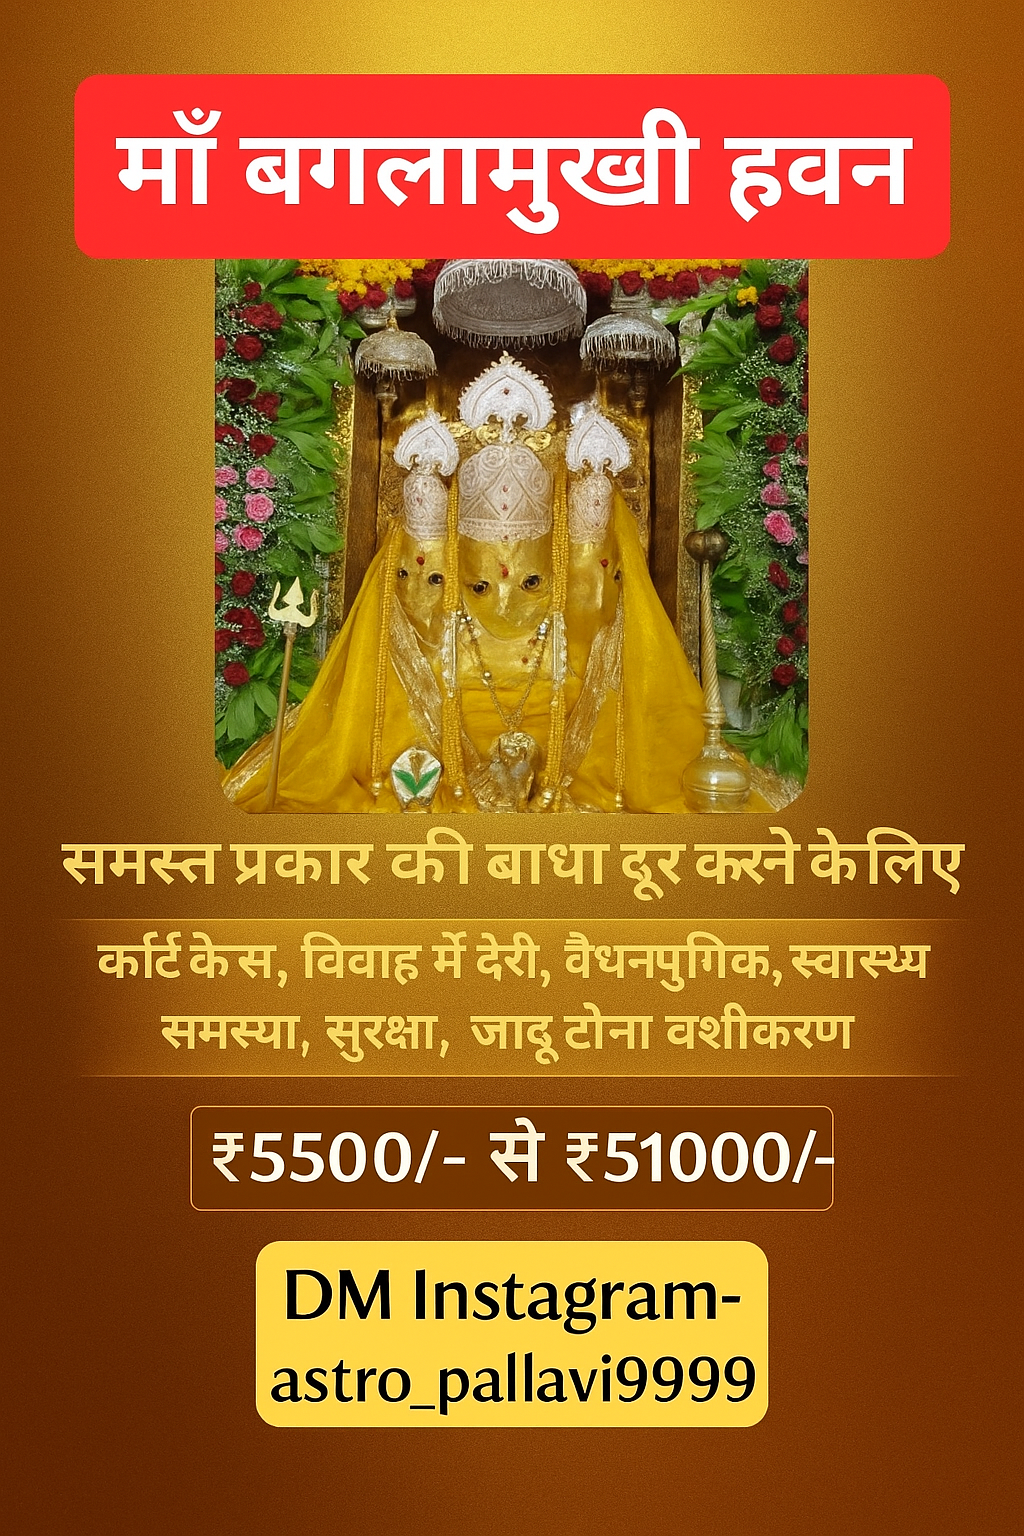 माँ बगलामुखी हवन
समस्त प्रकार की बाधा दूर करने के लिए
र्कार्ट केस, विवाह र्मे देरी, वैधनपुगिक, स्वास्थ्य
समस्या, सुरक्षा, जादू टोना वशीकरण
₹5500/- से ₹51000/-
DM Instagram-
astro_pallavi9999